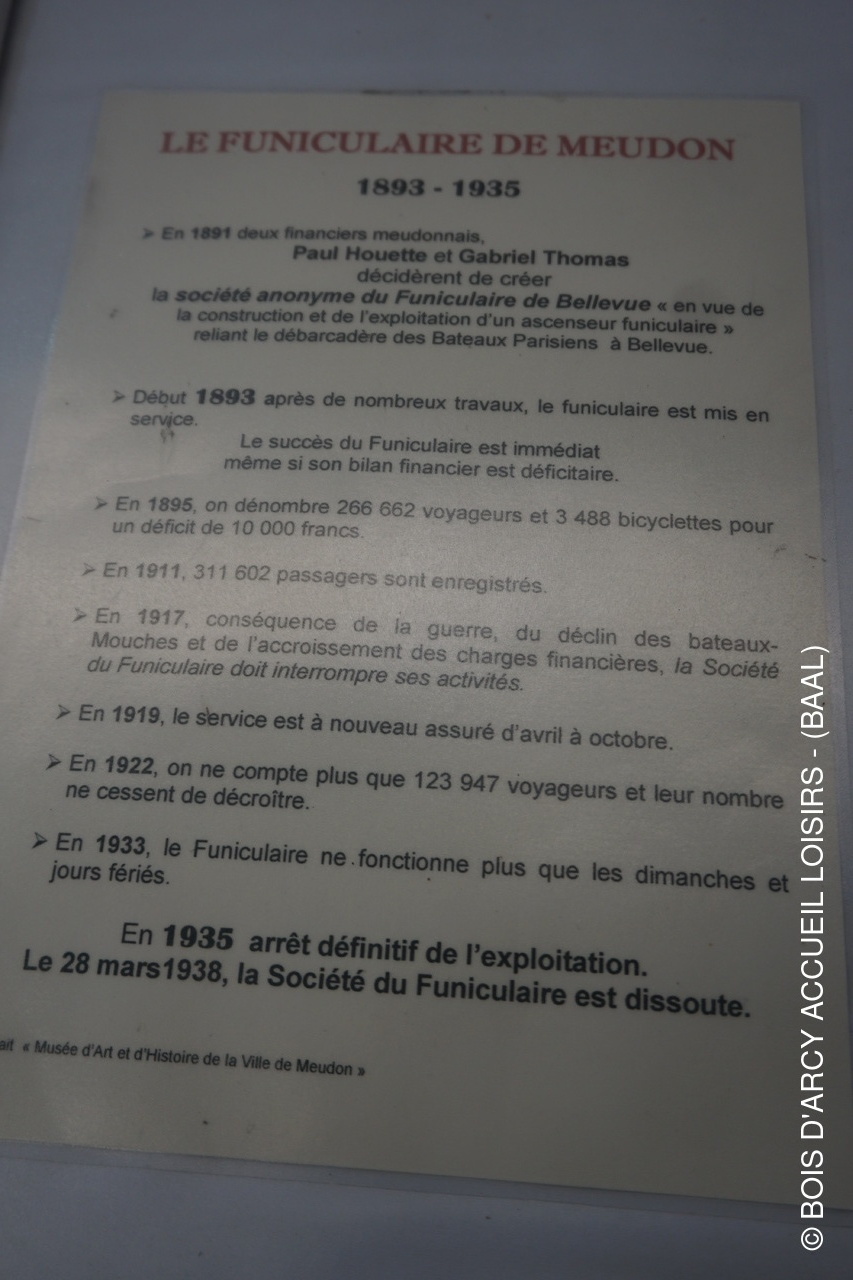 LE FUNICULAIRE DE MEUDON
1893 - 1935
➢ En 1891 deux financiers meudonnais,
Paul Houette et Gabriel Thomas
décidèrent de créer
la société anonyme du Funiculaire de Bellevue « en vue de
la construction et de l'exploitation d'un ascenseur funiculaire »
reliant le débarcadère des Bateaux Parisiens à Bellevue.
➢ Début 1893 après de nombreux travaux, le funiculaire est mis en
service.
Le succès du Funiculaire est immédiat
même si son bilan financier est déficitaire.
➢ En 1895, on dénombre 266 662 voyageurs et 3 488 bicyclettes pour
un déficit de 10 000 francs.
➢ En 1911, 311 602 passagers sont enregistrés.
➢ En 1917, conséquence de la guerre, du déclin des bateaux-
Mouches et de l'accroissement des charges financières, la Société
du Funiculaire doit interrompre ses activités.
➢ En 1919, le service est à nouveau assuré d'avril à octobre.
➢ En 1922, on ne compte plus que 123 947 voyageurs et leur nombre
ne cessent de décroître.
➢ En 1933, le Funiculaire ne fonctionne plus que les dimanches et
jours fériés.
En 1935 arrêt définitif de l'exploitation.
Le 28 mars1938, la Société du Funiculaire est dissoute.
ait « Musée d'Art et d'Histoire de la Ville de Meudon »
© BOIS D'ARCY ACCUEIL LOISIRS - (BAAL)